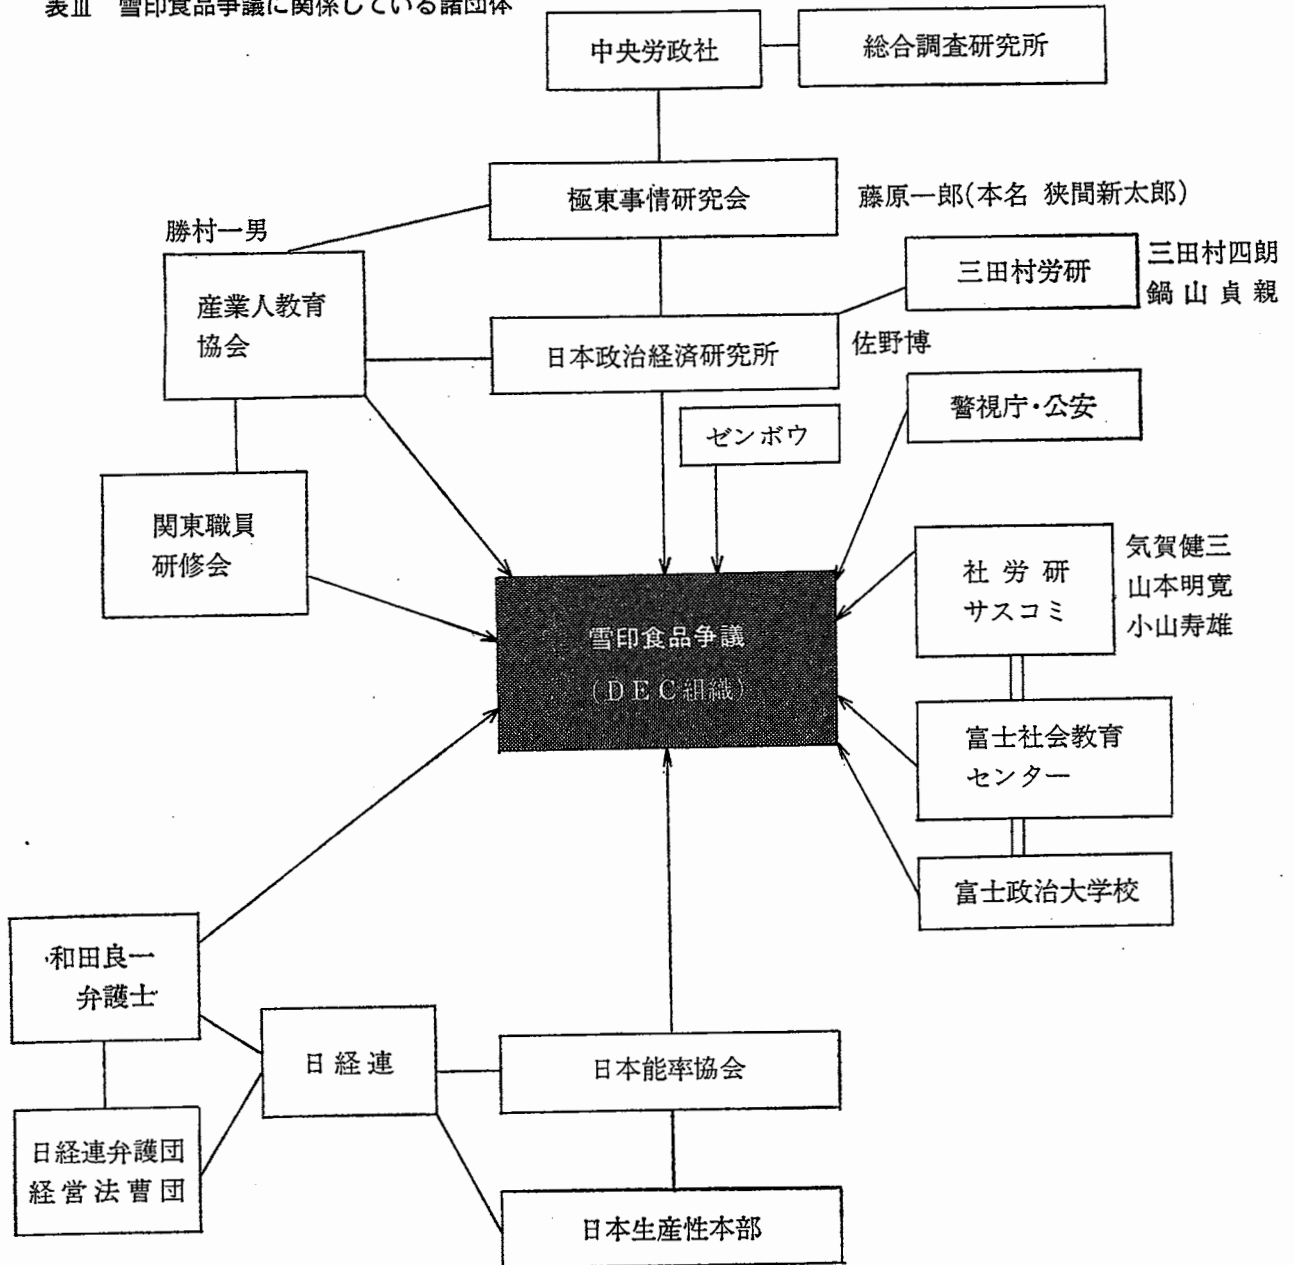 表Ⅲ 雪印食品争議に関係している諸団体
中央労政社
総合調査研究所
極東事情研究会
藤原一郎(本名 狭間新太郎)
勝村一男
産業人教育
協会
三田村労研
三田村四朗
鍋山貞親
日本政治経済研究所
佐野博
警視庁・公安
ゼンボウ
関東職員
研修会
社労研
サスコミ
気賀健三
山本明寛
小山寿雄
雪印食品争議
(DEC組織)
富士社会教育
センター
富士政治大学校
和田良一
弁護士
日経連
日本能率協会
日経連弁護団
経営法曹団
日本生産性本部